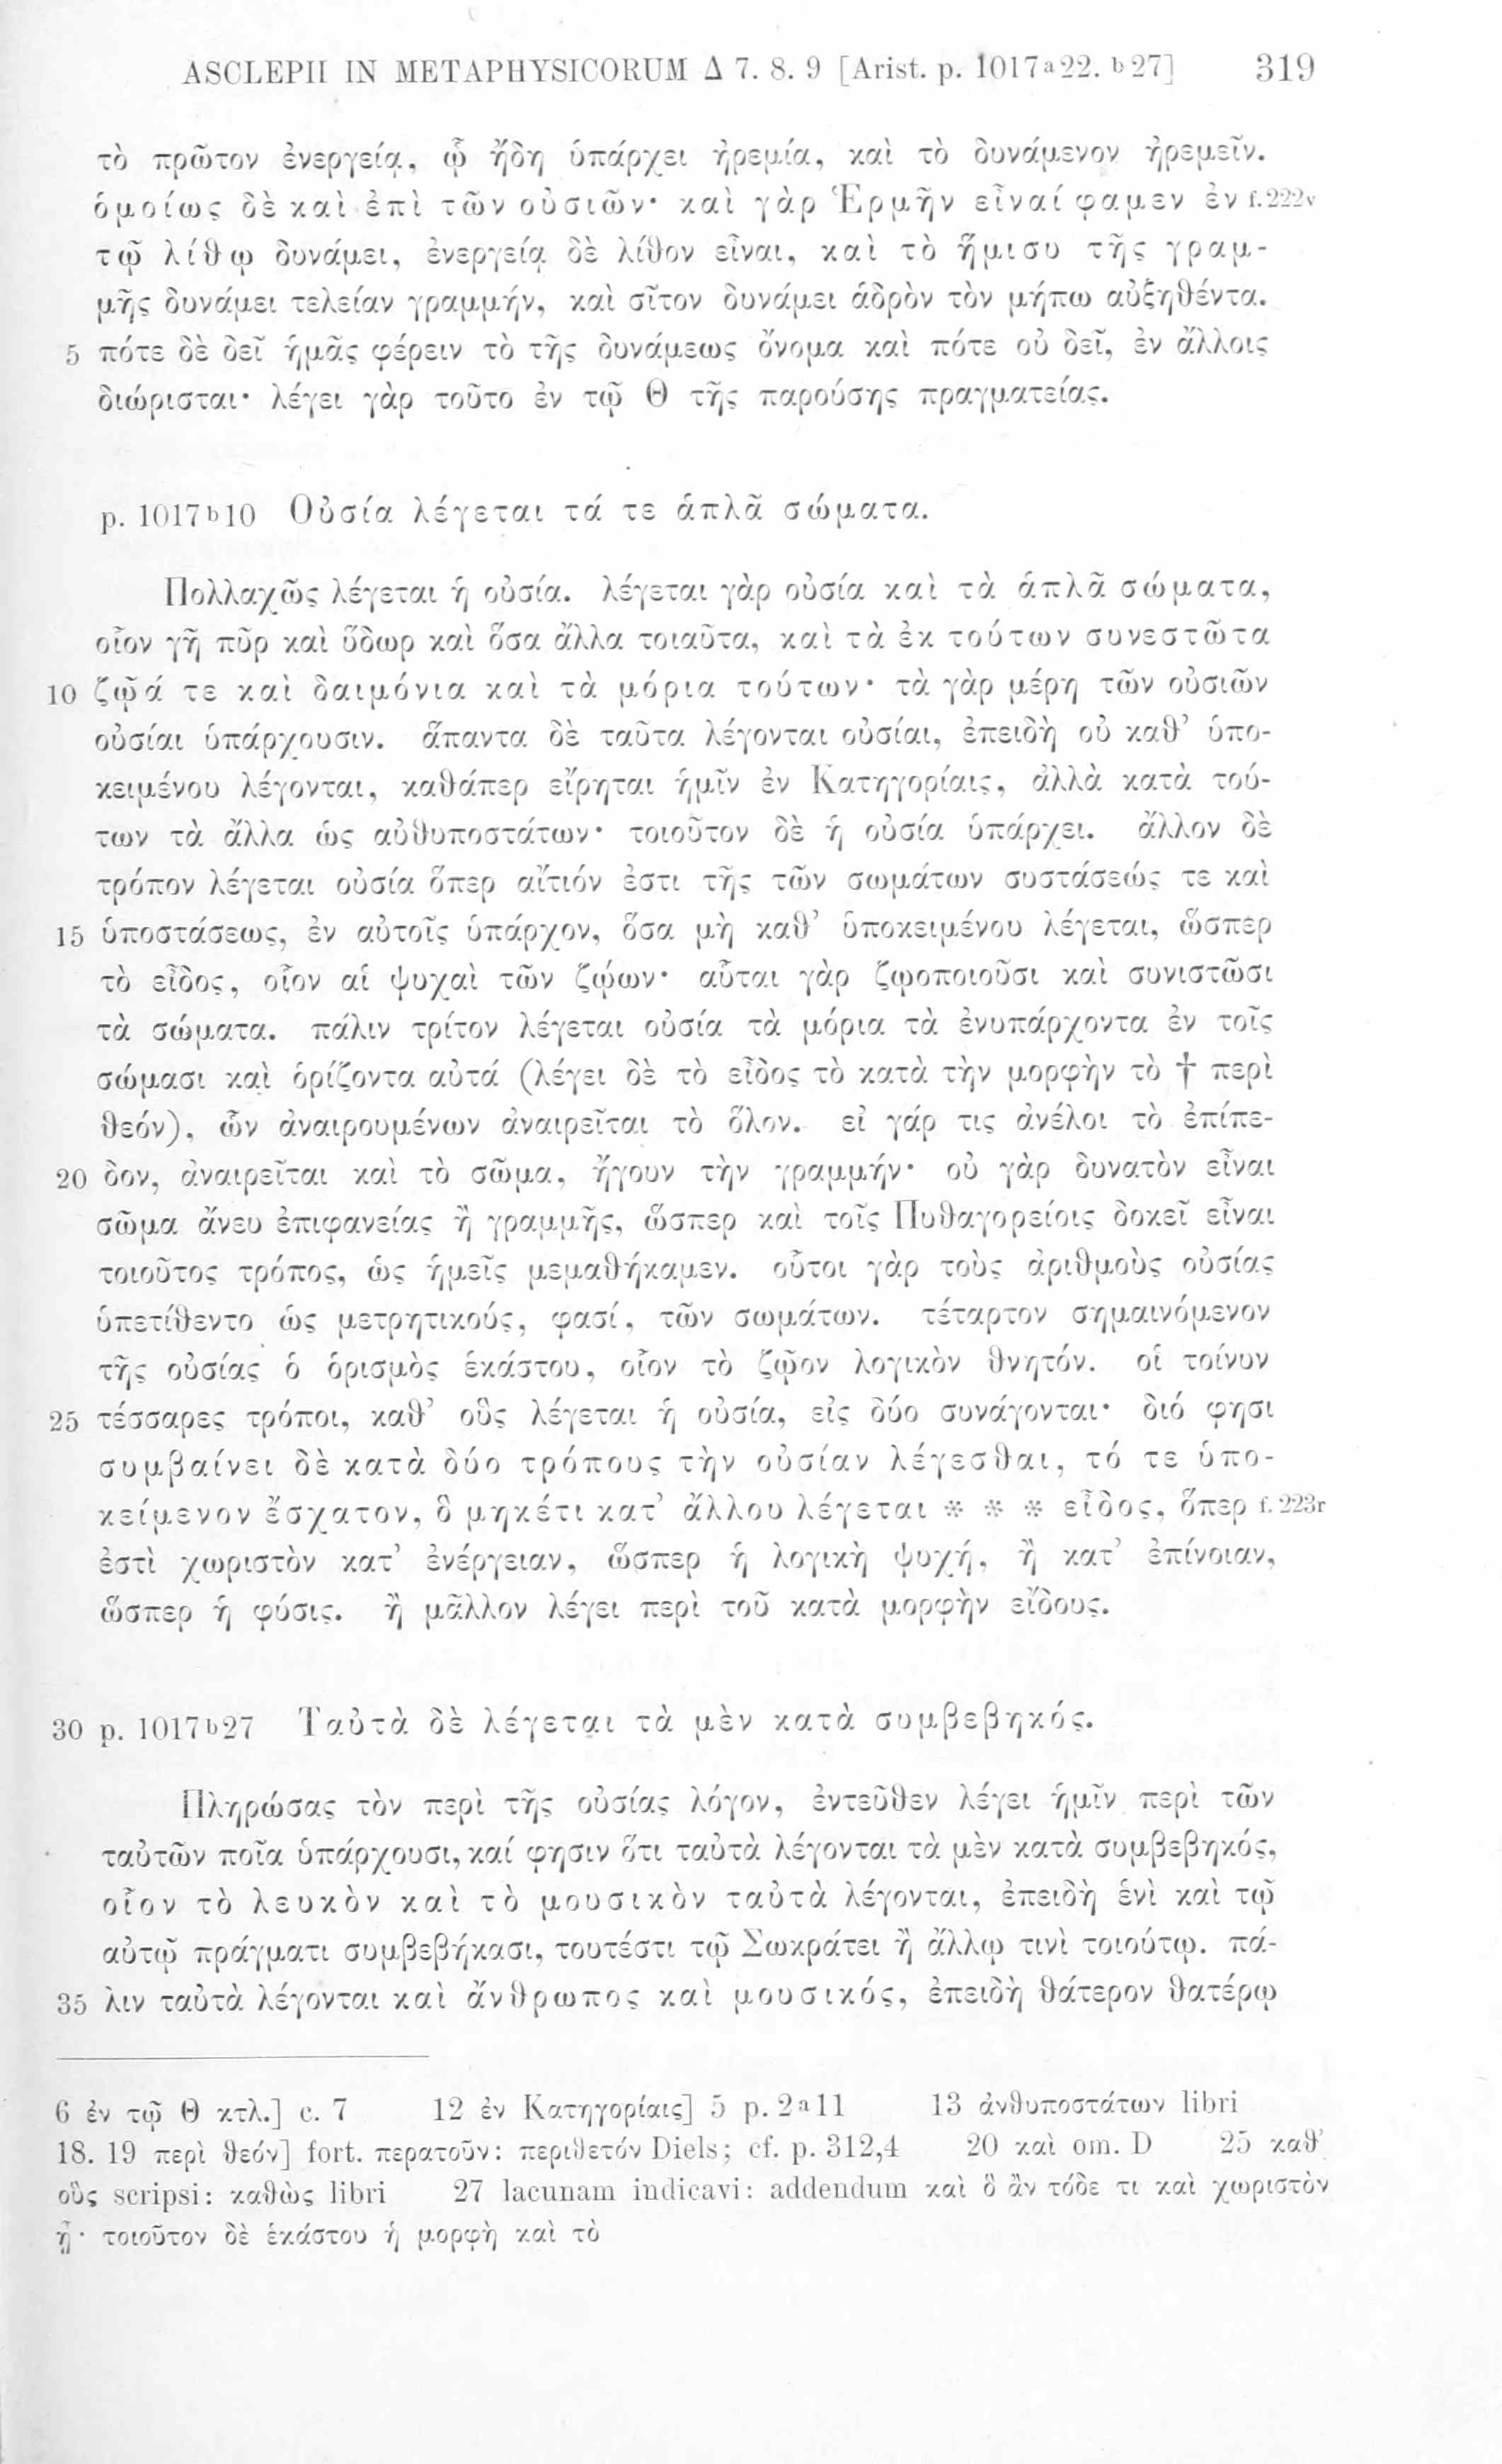 ASCLEPII IN METAPHYSICORUM Δ 7. 8. 9 [Arist. p. 1017ª22. ᵇ27] 319
τὸ πρῶτον ἐνεργείᾳ, ᾧ ἤδη ὑπάρχει ἠρεμία, καὶ τὸ δυνάμενον ἠρεμεῖν.
ὁμοίως δὲ καὶ ἐπὶ τῶν οὐσιῶν· καὶ γὰρ Ἑρμῆν εἶναί φαμεν ἐν f.222v
τῷ λίθῳ δυνάμει, ἐνεργείᾳ δὲ λίθον εἶναι, καὶ τὸ ἥμισυ τῆς γραμ-
μῆς δυνάμει τελείαν γραμμήν, καὶ σῖτον δυνάμει ἁδρὸν τὸν μήπω αὐξηθέντα.
5 πότε δὲ δεῖ ἡμᾶς φέρειν τὸ τῆς δυνάμεως ὄνομα καὶ πότε οὐ δεῖ, ἐν ἄλλοις
διώρισται· λέγει γὰρ τοῦτο ἐν τῷ Θ τῆς παρούσης πραγματείας.
p. 1017ᵇ10 Οὐσία λέγεται τά τε ἁπλᾶ σώματα.
Πολλαχῶς λέγεται ἡ οὐσία. λέγεται γὰρ οὐσία καὶ τὰ ἁπλᾶ σώματα,
οἷον γῆ πῦρ καὶ ὕδωρ καὶ ὅσα ἄλλα τοιαῦτα, καὶ τὰ ἐκ τούτων συνεστῶτα
10 ζῷά τε καὶ δαιμόνια καὶ τὰ μόρια τούτων· τὰ γὰρ μέρη τῶν οὐσιῶν
οὐσίαι ὑπάρχουσιν. ἅπαντα δὲ ταῦτα λέγονται οὐσίαι, ἐπειδὴ οὐ καθ’ ὑπο-
κειμένου λέγονται, καθάπερ εἴρηται ἡμῖν ἐν Κατηγορίαις, ἀλλὰ κατὰ τού-
των τὰ ἄλλα ὡς αὐθυποστάτων· τοιοῦτον δὲ ἡ οὐσία ὑπάρχει. ἄλλον δὲ
τρόπον λέγεται οὐσία ὅπερ αἴτιόν ἐστι τῆς τῶν σωμάτων συστάσεώς τε καὶ
15 ὑποστάσεως, ἐν αὐτοῖς ὑπάρχον, ὅσα μὴ καθ’ ὑποκειμένου λέγεται, ὥσπερ
τὸ εἶδος, οἷον αἱ ψυχαὶ τῶν ζῴων· αὗται γὰρ ζῳοποιοῦσι καὶ συνιστῶσι
τὰ σώματα. πάλιν τρίτον λέγεται οὐσία τὰ μόρια τὰ ἐνυπάρχοντα ἐν τοῖς
σώμασι καὶ ὁρίζοντα αὐτά (λέγει δὲ τὸ εἶδος τὸ κατὰ τὴν μορφὴν τὸ † περὶ
θεόν), ὧν ἀναιρουμένων ἀναιρεῖται τὸ ὅλον. εἰ γάρ τις ἀνέλοι τὸ ἐπίπε-
20 δον, ἀναιρεῖται καὶ τὸ σῶμα, ἤγουν τὴν γραμμήν· οὐ γὰρ δυνατὸν εἶναι
σῶμα ἄνευ ἐπιφανείας ἢ γραμμῆς, ὥσπερ καὶ τοῖς Πυθαγορείοις δοκεῖ εἶναι
τοιοῦτος τρόπος, ὡς ἡμεῖς μεμαθήκαμεν. οὗτοι γὰρ τοὺς ἀριθμοὺς οὐσίας
ὑπετίθεντο ὡς μετρητικούς, φασί, τῶν σωμάτων. τέταρτον σημαινόμενον
τῆς οὐσίας ὁ ὁρισμὸς ἑκάστου, οἷον τὸ ζῷον λογικὸν θνητόν. οἱ τοίνυν
25 τέσσαρες τρόποι, καθ’ οὓς λέγεται ἡ οὐσία, εἰς δύο συνάγονται· διό φησι
συμβαίνει δὲ κατὰ δύο τρόπους τὴν οὐσίαν λέγεσθαι, τό τε ὑπο-
κείμενον ἔσχατον, ὃ μηκέτι κατ’ ἄλλου λέγεται * * * εἶδος, ὅπερ f.223r
ἐστὶ χωριστὸν κατ’ ἐνέργειαν, ὥσπερ ἡ λογικὴ ψυχή, ἢ κατ’ ἐπίνοιαν,
ὥσπερ ἡ φύσις. ἢ μᾶλλον λέγει περὶ τοῦ κατὰ μορφὴν εἴδους.
30 p. 1017ᵇ27 Ταὐτὰ δὲ λέγεται τὰ μὲν κατὰ συμβεβηκός.
Πληρώσας τὸν περὶ τῆς οὐσίας λόγον, ἐντεῦθεν λέγει ἡμῖν περὶ τῶν
ταὐτῶν ποῖα ὑπάρχουσι, καί φησιν ὅτι ταὐτὰ λέγονται τὰ μὲν κατὰ συμβεβηκός,
οἷον τὸ λευκὸν καὶ τὸ μουσικὸν ταὐτὰ λέγονται, ἐπειδὴ ἑνὶ καὶ τῷ
αὐτῷ πράγματι συμβεβήκασι, τουτέστι τῷ Σωκράτει ἢ ἄλλῳ τινὶ τοιούτῳ. πά-
35 λιν ταὐτὰ λέγονται καὶ ἄνθρωπος καὶ μουσικός, ἐπειδὴ θάτερον θατέρῳ
6 ἐν τῷ Θ κτλ.] c. 7 12 ἐν Κατηγορίαις] 5 p. 2ª11 13 ἀνθυποστάτων libri
18. 19 περὶ θεόν] fort. περατοῦν: περιθετόν Diels; cf. p. 312,4 20 καὶ om. D 25 καθ’
οὓς scripsi: καθὼς libri 27 lacunam indicavi: addendum καὶ ὃ ἂν τόδε τι καὶ χωριστὸν
ᾖ· τοιοῦτον δὲ ἑκάστου ἡ μορφὴ καὶ τὸ